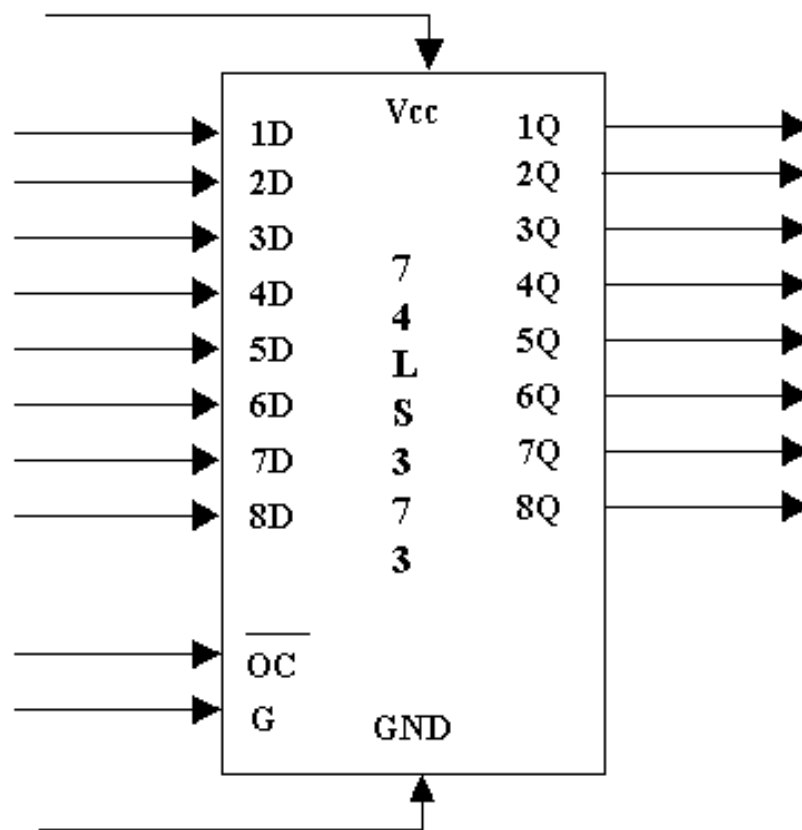 Vcc
1D 1Q
2D 2Q
3D 3Q
4D 4Q
5D 5Q
6D 6Q
7D 7Q
8D 8Q
7
4
L
S
3
7
3
OC
G
GND